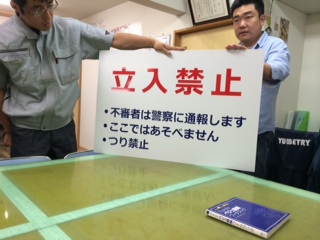 立入禁止
・不審者は警察に通報します
・ここではあそべません
・つり禁止
YUMETRY